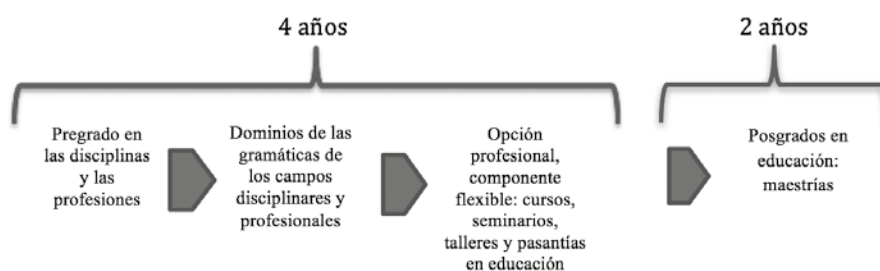 4 años
2 años
Pregrado en
las disciplinas
y las
profesiones
Dominios de las
gramáticas de
los campos
disciplinares y
profesionales
Opción
profesional,
componente
flexible: cursos,
seminarios,
talleres y pasantías
en educación
Posgrados en
educación:
maestrías